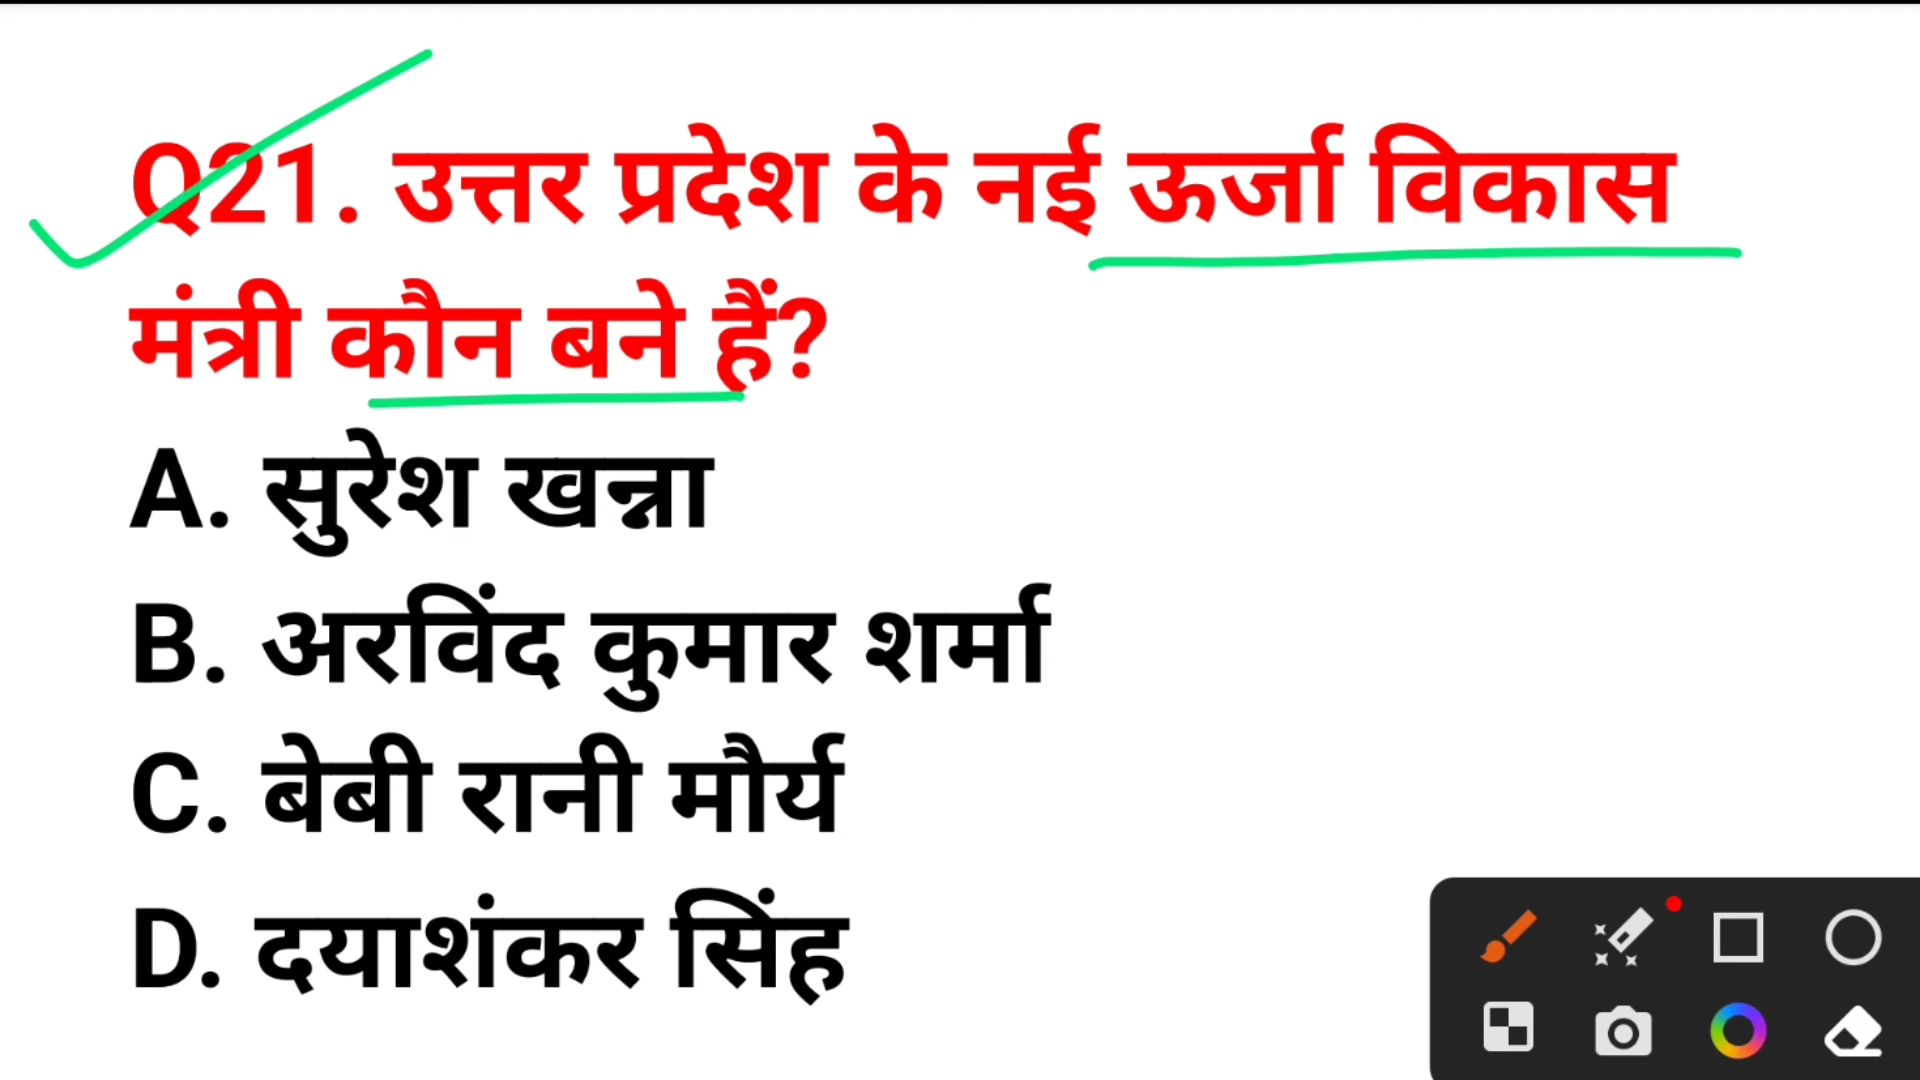 Q21. उत्तर प्रदेश के नई ऊर्जा विकास
मंत्री कौन बने हैं?
A. सुरेश खन्ना
B. अरविंद कुमार शर्मा
C. बेबी रानी मौर्य
D. दयाशंकर सिंह